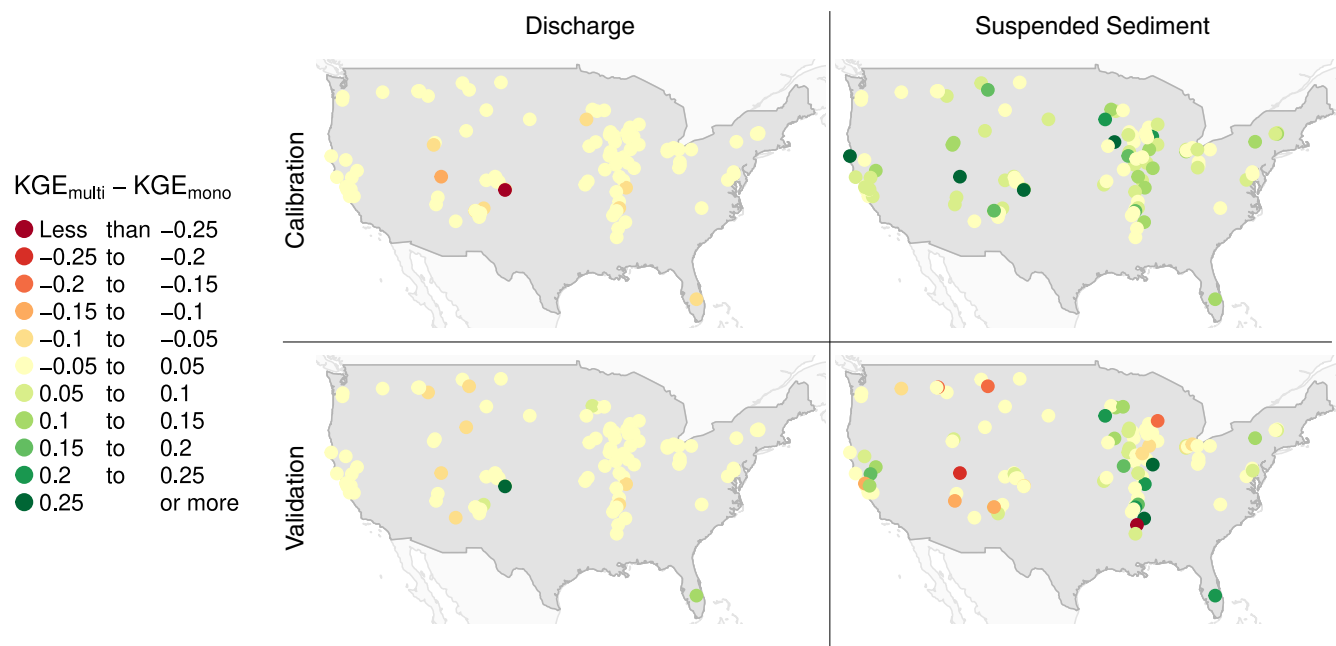 Discharge
Suspended Sediment
Calibration
Validation
KGEmulti – KGEmono
Less than −0.25
−0.25 to −0.2
−0.2 to −0.15
−0.15 to −0.1
−0.1 to −0.05
−0.05 to 0.05
0.05 to 0.1
0.1 to 0.15
0.15 to 0.2
0.2 to 0.25
0.25 or more